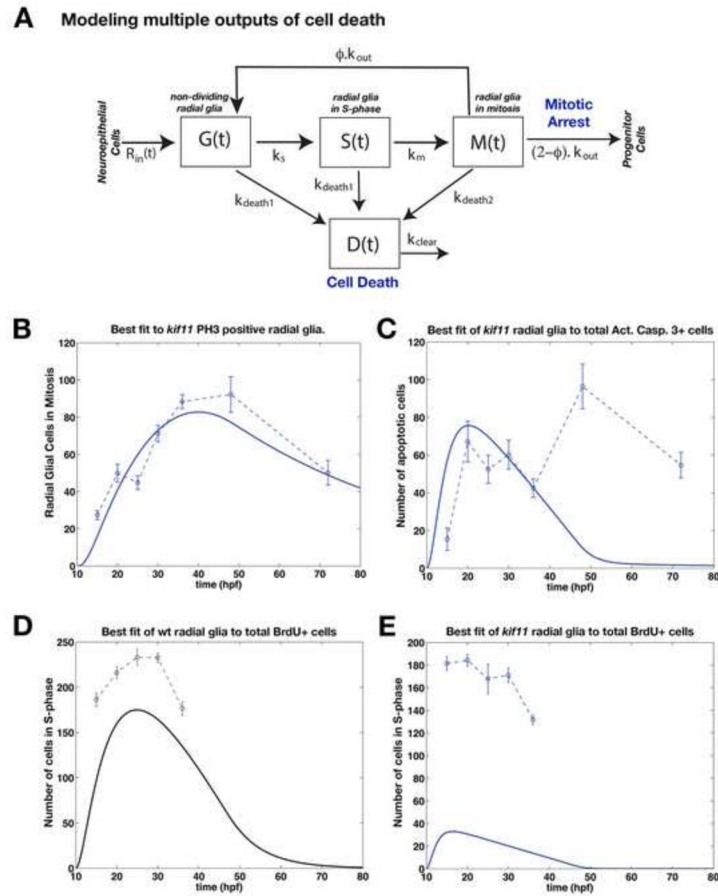 A Modeling multiple outputs of cell death
ϕ.kout
non-dividing radial glia
radial glia in S-phase
radial glia in mitosis
Mitotic Arrest
Neuroepithelial Cells
Rin(t)
G(t)
ks
S(t)
km
M(t)
(2–ϕ). kout
Progenitor Cells
kdeath1
kdeath1
kdeath2
D(t)
kclear
Cell Death
B Best fit to kif11 PH3 positive radial glia.
Radial Glial Cells in Mitosis
120
100
80
60
40
20
0
10 20 30 40 50 60 70 80
time (hpf)
C Best fit of kif11 radial glia to total Act. Casp. 3+ cells
Number of apoptotic cells
120
100
80
60
40
20
0
10 20 30 40 50 60 70 80
time (hpf)
D Best fit of wt radial glia to total BrdU+ cells
Number of cells in S-phase
250
200
150
100
50
0
10 20 30 40 50 60 70 80
time (hpf)
E Best fit of kif11 radial glia to total BrdU+ cells
Number of cells in S-phase
200
180
160
140
120
100
80
60
40
20
0
10 20 30 40 50 60 70 80
time (hpf)